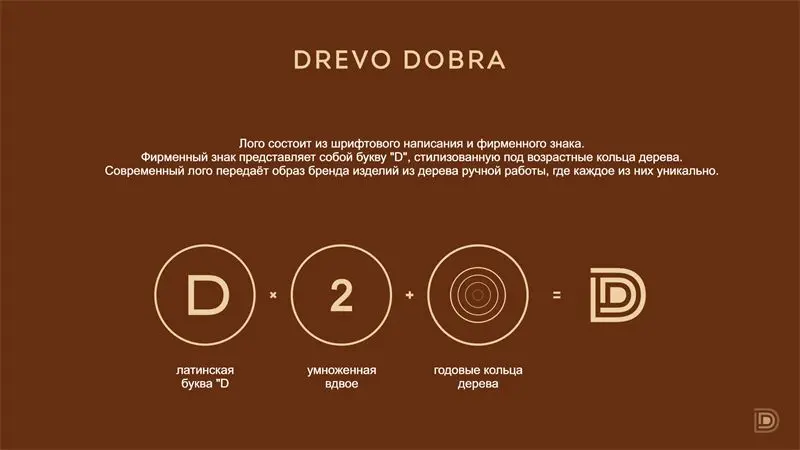 DREVO DOBRA
Лого состоит из шрифтового написания и фирменного знака.
Фирменный знак представляет собой букву "D", стилизованную под возрастные кольца дерева.
Современный лого передаёт образ бренда изделий из дерева ручной работы, где каждое из них уникально.
D × 2 + = D
латинская
буква "D
умноженная
вдвое
годовые кольца
дерева
D